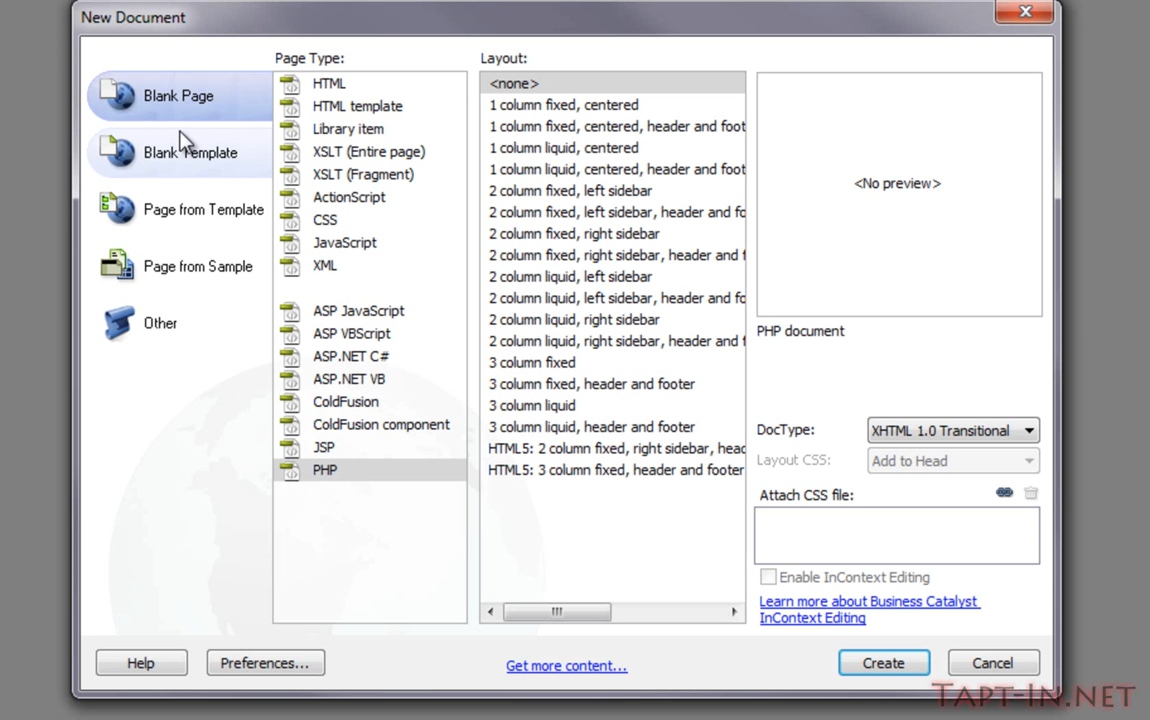 New Document
Blank Page
Blank Template
Page from Template
Page from Sample
Other
Page Type:
HTML
HTML template
Library item
XSLT (Entire page)
XSLT (Fragment)
ActionScript
CSS
JavaScript
XML
ASP JavaScript
ASP VBScript
ASP.NET C#
ASP.NET VB
ColdFusion
ColdFusion component
JSP
PHP
Layout:
<none>
1 column fixed, centered
1 column fixed, centered, header and foot
1 column liquid, centered
1 column liquid, centered, header and foot
2 column fixed, left sidebar
2 column fixed, left sidebar, header and fo
2 column fixed, right sidebar
2 column fixed, right sidebar, header and f
2 column liquid, left sidebar
2 column liquid, left sidebar, header and fo
2 column liquid, right sidebar
2 column liquid, right sidebar, header and f
3 column fixed
3 column fixed, header and footer
3 column liquid
3 column liquid, header and footer
HTML5: 2 column fixed, right sidebar, head
HTML5: 3 column fixed, header and footer
<No preview>
PHP document
DocType:
XHTML 1.0 Transitional
Layout CSS:
Add to Head
Attach CSS file:
Enable InContext Editing
Learn more about Business Catalyst
InContext Editing
Help
Preferences...
Get more content...
Create
Cancel
TAPT-IN.NET